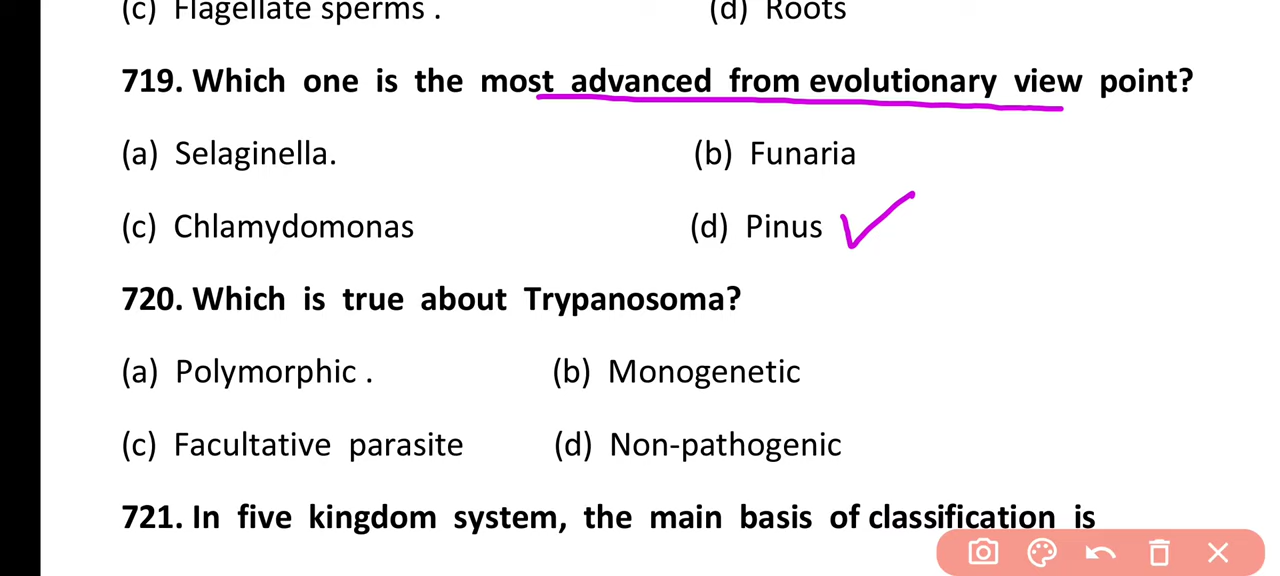 (c) Flagellate sperms . (d) Roots
719. Which one is the most advanced from evolutionary view point?
(a) Selaginella. (b) Funaria
(c) Chlamydomonas (d) Pinus
720. Which is true about Trypanosoma?
(a) Polymorphic . (b) Monogenetic
(c) Facultative parasite (d) Non-pathogenic
721. In five kingdom system, the main basis of classification is